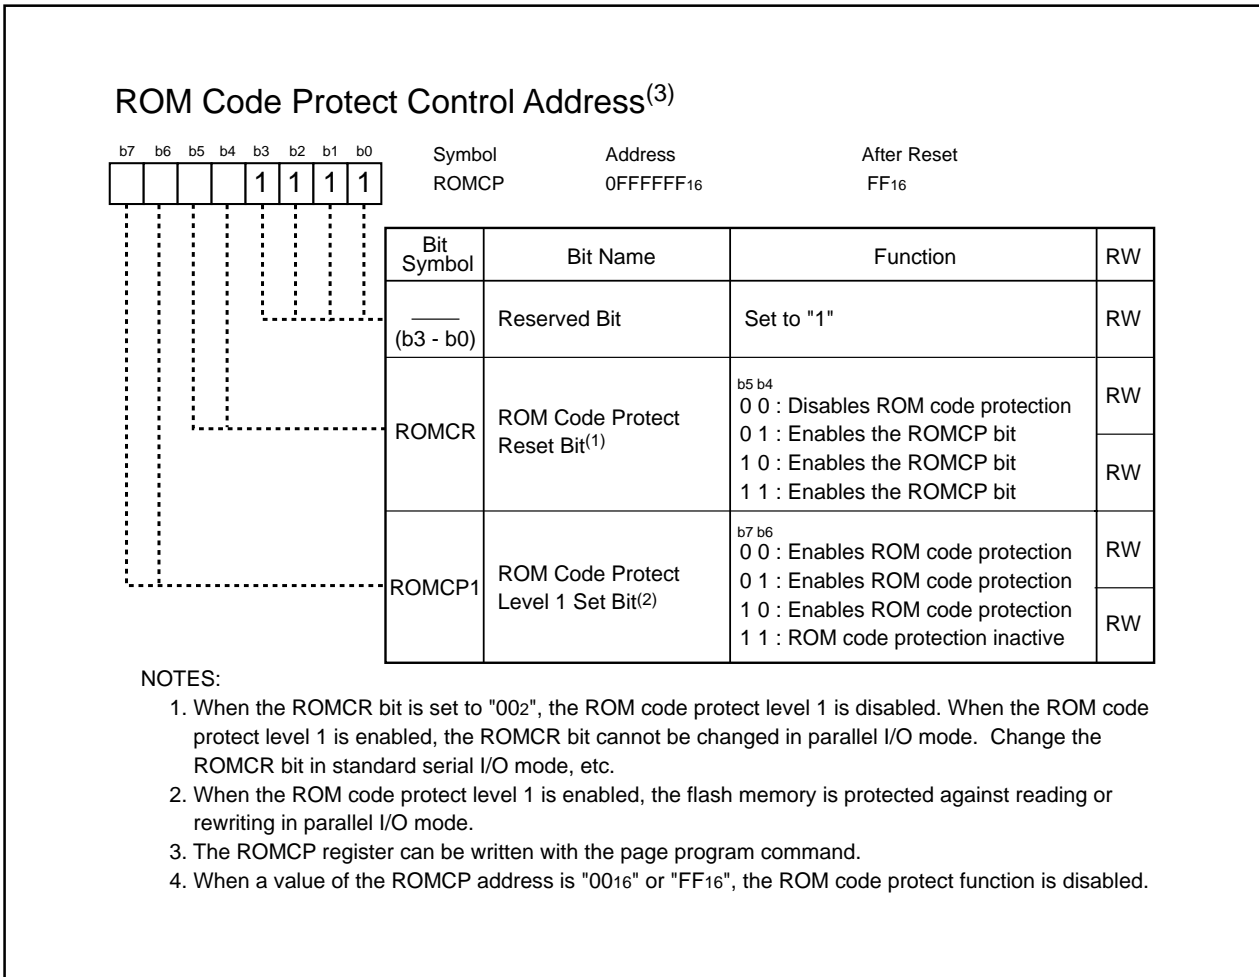 ROM Code Protect Control Address(3)
b7 b6 b5 b4 b3 b2 b1 b0 Symbol Address After Reset
1 1 1 1 ROMCP 0FFFFFF16 FF16
Bit Symbol Bit Name Function RW
(b3 - b0) Reserved Bit Set to "1" RW
ROMCR ROM Code Protect Reset Bit(1)
b5 b4
0 0 : Disables ROM code protection
0 1 : Enables the ROMCP bit
1 0 : Enables the ROMCP bit
1 1 : Enables the ROMCP bit
RW
RW
ROMCP1 ROM Code Protect Level 1 Set Bit(2)
b7 b6
0 0 : Enables ROM code protection
0 1 : Enables ROM code protection
1 0 : Enables ROM code protection
1 1 : ROM code protection inactive
RW
RW
NOTES:
1. When the ROMCR bit is set to "002", the ROM code protect level 1 is disabled. When the ROM code
protect level 1 is enabled, the ROMCR bit cannot be changed in parallel I/O mode. Change the
ROMCR bit in standard serial I/O mode, etc.
2. When the ROM code protect level 1 is enabled, the flash memory is protected against reading or
rewriting in parallel I/O mode.
3. The ROMCP register can be written with the page program command.
4. When a value of the ROMCP address is "0016" or "FF16", the ROM code protect function is disabled.